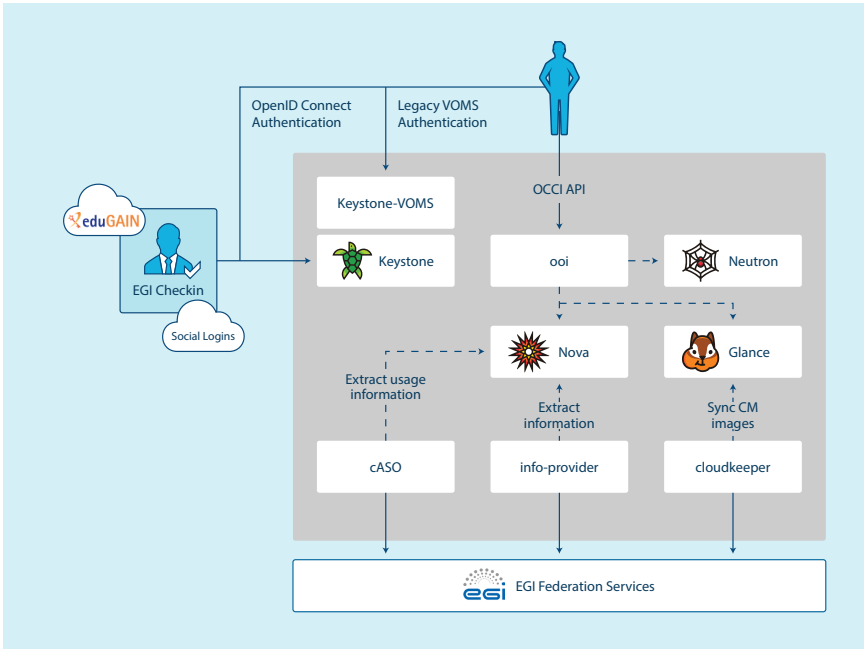 OpenID Connect
Authentication
Legacy VOMS
Authentication
OCCI API
Keystone-VOMS
eduGAIN
EGI Checkin
Social Logins
Keystone
ooi
Neutron
Nova
Glance
Extract usage
information
Extract
information
Sync CM
images
cASO
info-provider
cloudkeeper
egi
EGI Federation Services